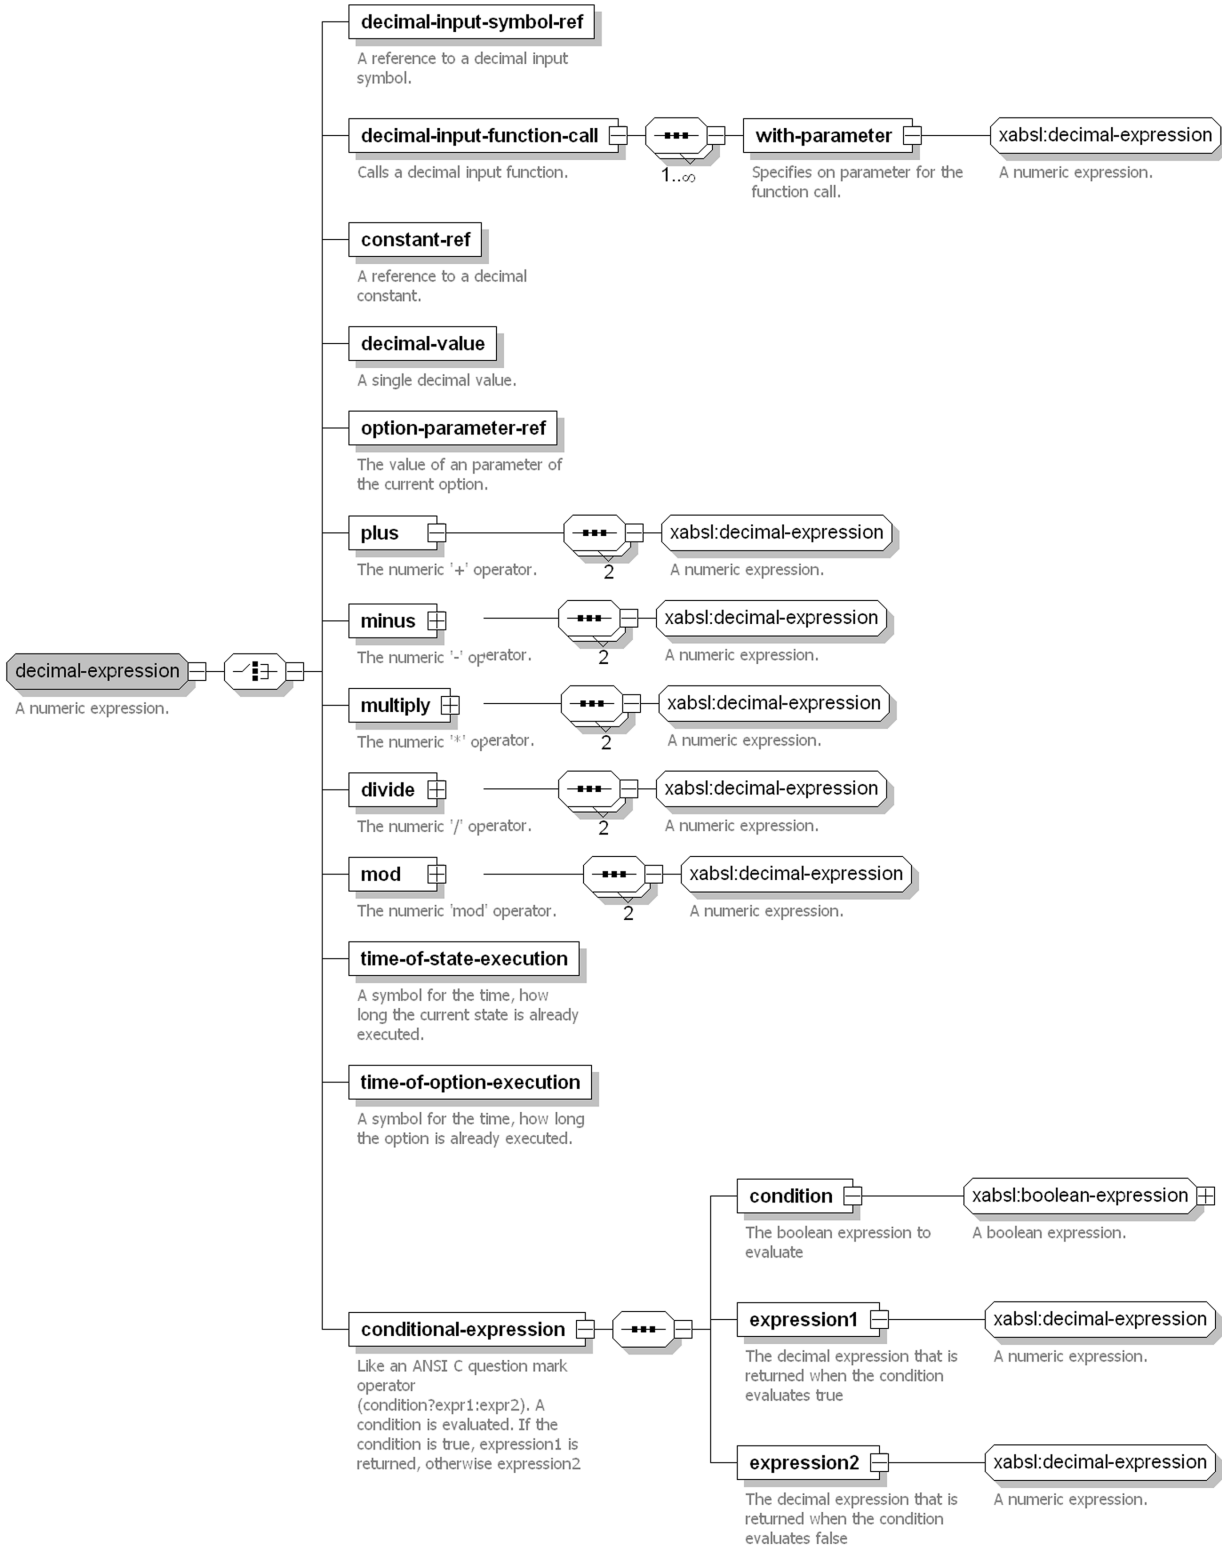 decimal-input-symbol-ref
A reference to a decimal input
symbol.
decimal-input-function-call
1..∞
with-parameter
xabsl:decimal-expression
Calls a decimal input function.
Specifies on parameter for the
function call.
A numeric expression.
constant-ref
A reference to a decimal
constant.
decimal-value
A single decimal value.
option-parameter-ref
The value of an parameter of
the current option.
plus
2
xabsl:decimal-expression
The numeric '+' operator.
A numeric expression.
minus
2
xabsl:decimal-expression
The numeric '-' operator.
A numeric expression.
decimal-expression
A numeric expression.
multiply
2
xabsl:decimal-expression
The numeric '*' operator.
A numeric expression.
divide
2
xabsl:decimal-expression
The numeric '/' operator.
A numeric expression.
mod
2
xabsl:decimal-expression
The numeric 'mod' operator.
A numeric expression.
time-of-state-execution
A symbol for the time, how
long the current state is already
executed.
time-of-option-execution
A symbol for the time, how long
the option is already executed.
conditional-expression
Like an ANSI C question mark
operator
(condition?expr1:expr2). A
condition is evaluated. If the
condition is true, expression1 is
returned, otherwise expression2
condition
xabsl:boolean-expression
The boolean expression to
evaluate
A boolean expression.
expression1
xabsl:decimal-expression
The decimal expression that is
returned when the condition
evaluates true
A numeric expression.
expression2
xabsl:decimal-expression
The decimal expression that is
returned when the condition
evaluates false
A numeric expression.